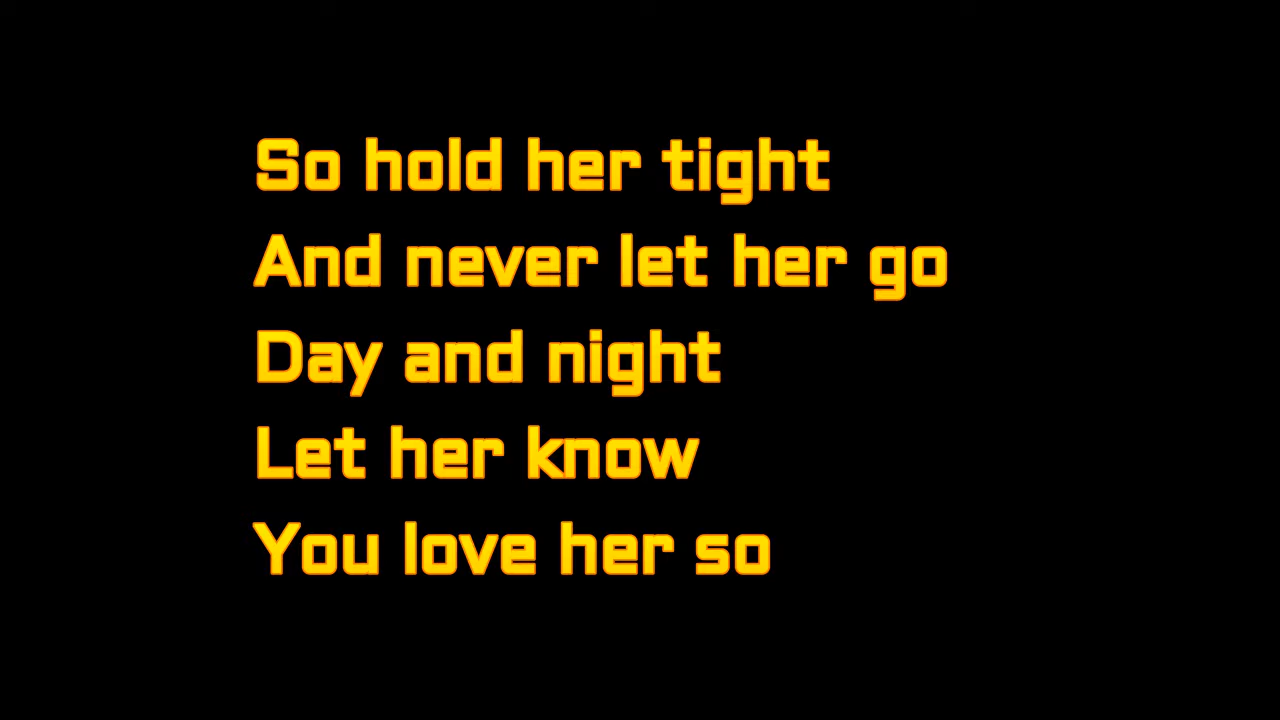 So hold her tight
And never let her go
Day and night
Let her know
You love her so